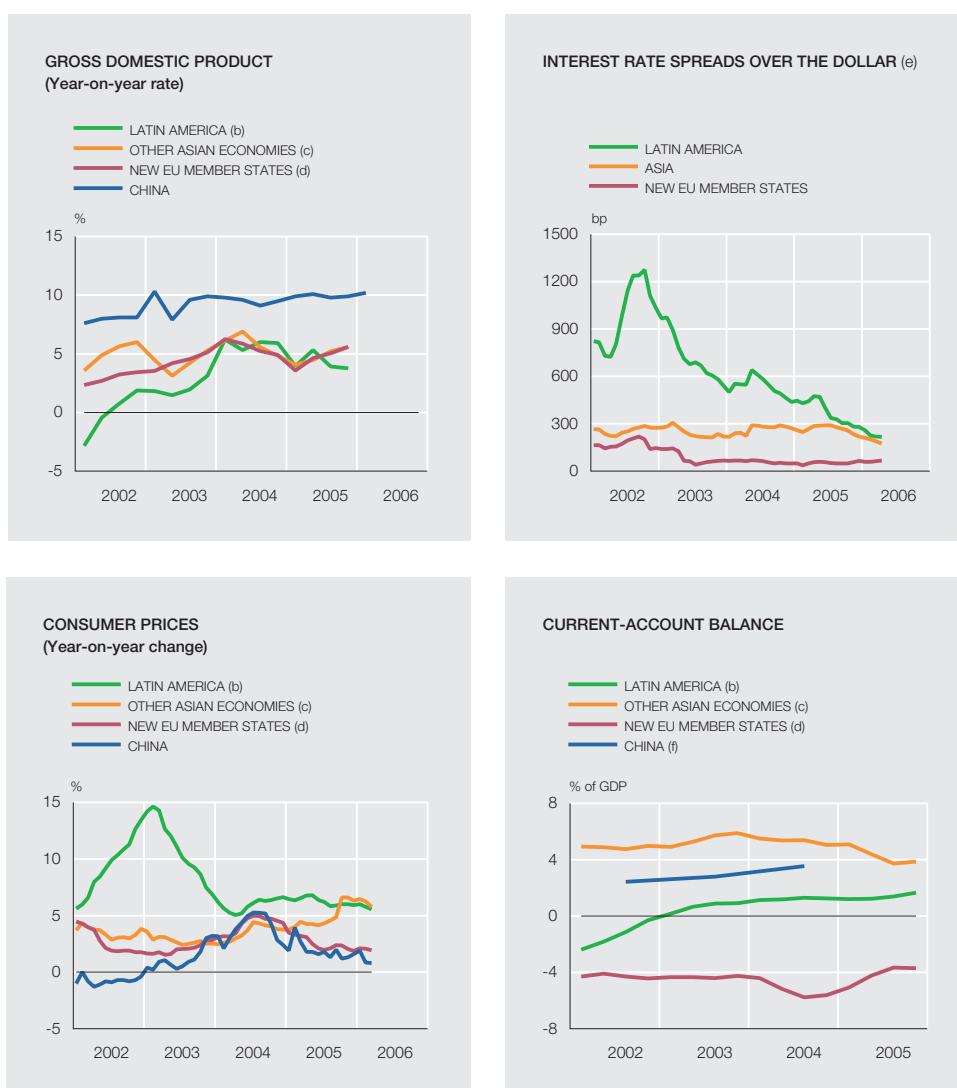 GROSS DOMESTIC PRODUCT
(Year-on-year rate)
LATIN AMERICA (b)
OTHER ASIAN ECONOMIES (c)
NEW EU MEMBER STATES (d)
CHINA
%
15
10
5
0
-5
2002 2003 2004 2005 2006
INTEREST RATE SPREADS OVER THE DOLLAR (e)
LATIN AMERICA
ASIA
NEW EU MEMBER STATES
bp
1500
1200
900
600
300
0
2002 2003 2004 2005 2006
CONSUMER PRICES
(Year-on-year change)
LATIN AMERICA (b)
OTHER ASIAN ECONOMIES (c)
NEW EU MEMBER STATES (d)
CHINA
%
15
10
5
0
-5
2002 2003 2004 2005 2006
CURRENT-ACCOUNT BALANCE
LATIN AMERICA (b)
OTHER ASIAN ECONOMIES (c)
NEW EU MEMBER STATES (d)
CHINA (f)
% of GDP
8
4
0
-4
-8
2002 2003 2004 2005